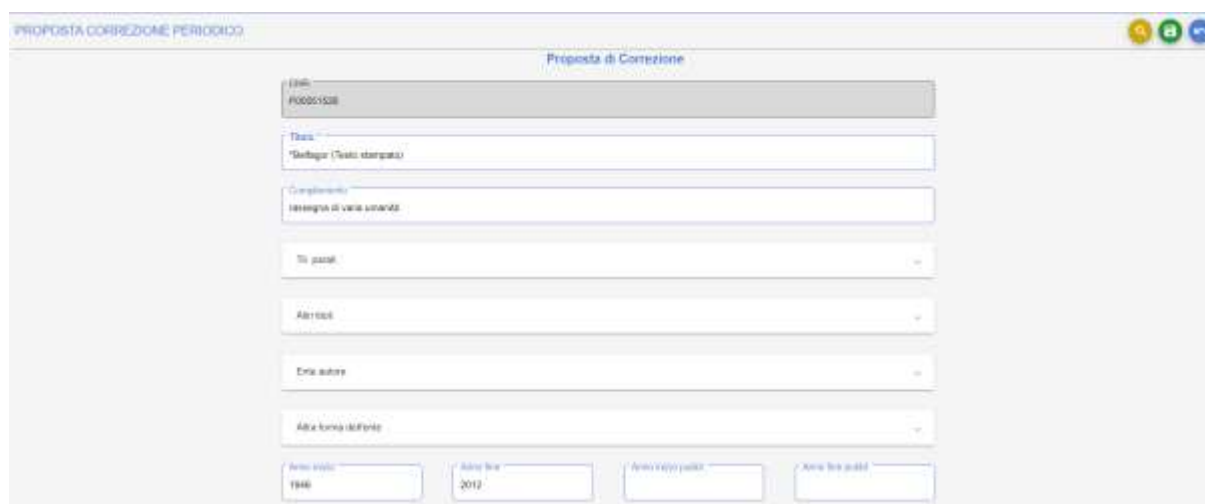 PROPOSTA CORREZIONE PERIODICO
Proposta di Correzione
Titolo *
*Belfagor (Testo stampato)
Complemento
rassegna di varia umanità
Tit. parall.
Altri titoli
Ente autore
Altra forma dell'ente
Anno inizio
Anno fine
Anno inizio pubbl
Anno fine pubbl
1946
2012